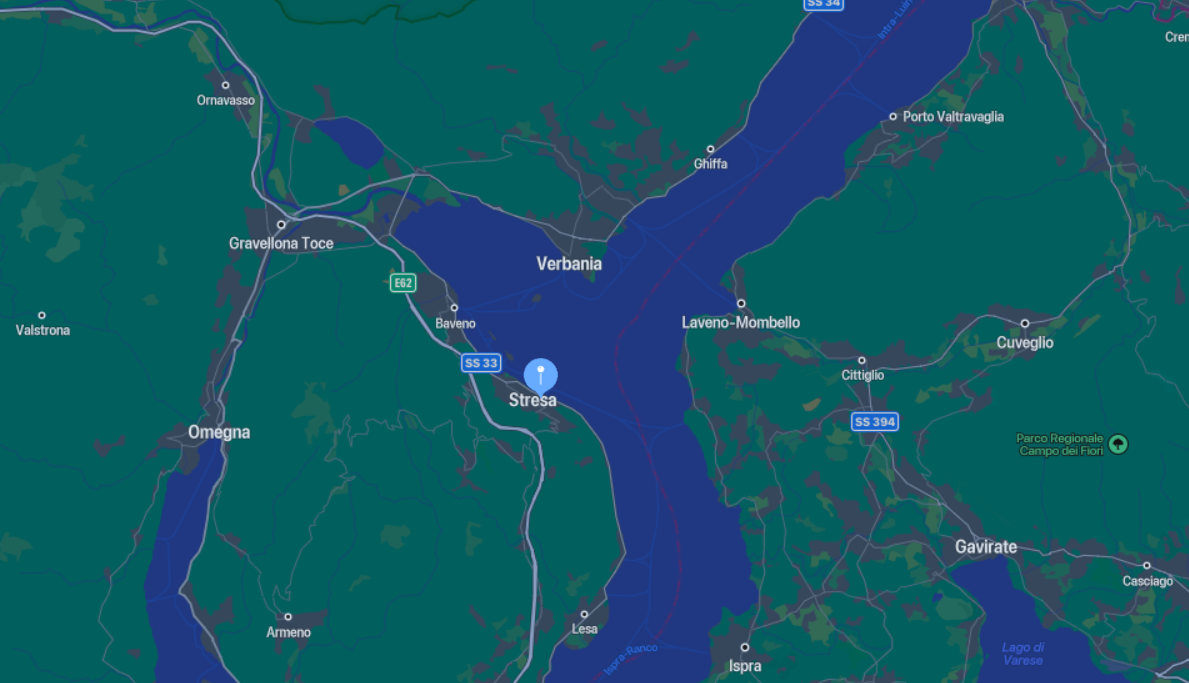 SS 34
Intra-Luen
Crem
Ornavasso
Porto Valtravaglia
Ghiffa
Gravellona Toce
Verbania
E62
Valstrona
Baveno
Laveno-Mombello
Cuveglio
SS 33
Cittiglio
Stresa
SS 394
Omegna
Parco Regionale
Campo dei Fiori
Gavirate
Casciago
Lesa
Armeno
Ispra-Ranco
Lago di
Varese
Ispra